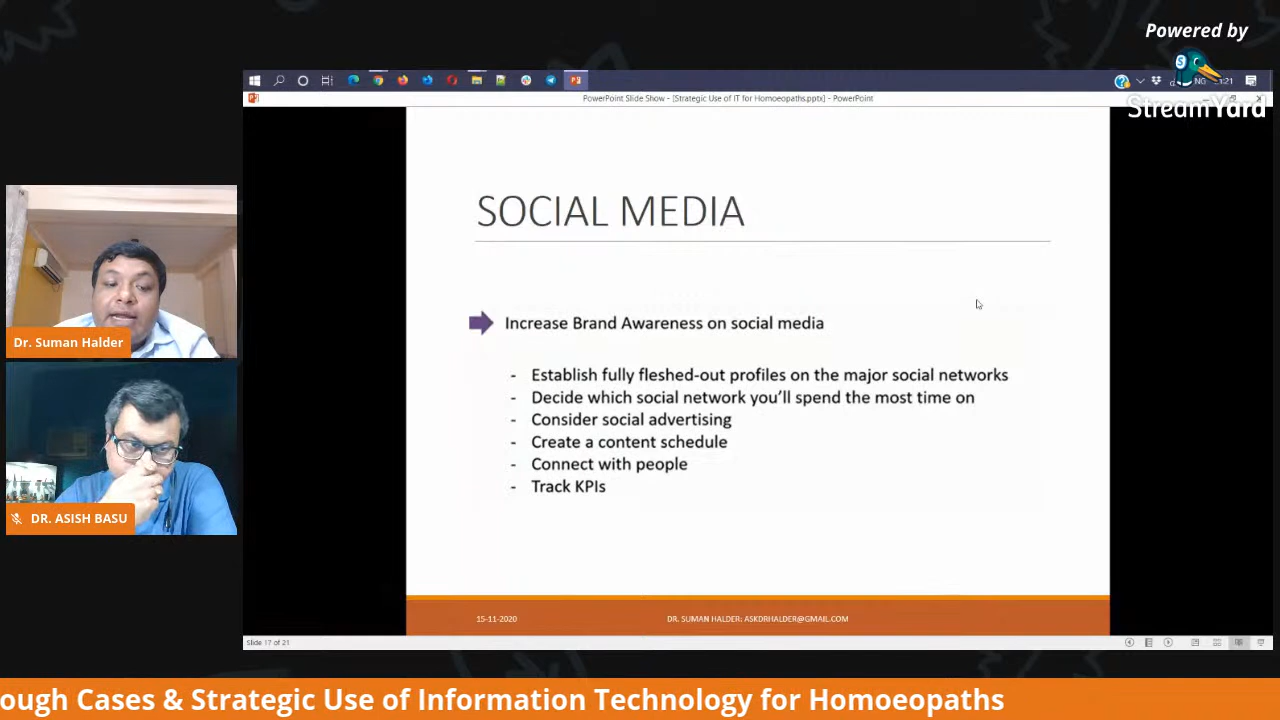 Powered by
StreamYard
PowerPoint Slide Show - [Strategic Use of IT for Homoeopaths.pptx] - PowerPoint
SOCIAL MEDIA
Increase Brand Awareness on social media
- Establish fully fleshed-out profiles on the major social networks
- Decide which social network you'll spend the most time on
- Consider social advertising
- Create a content schedule
- Connect with people
- Track KPIs
Dr. Suman Halder
DR. ASISH BASU
15-11-2020
DR. SUMAN HALDER: ASKDRHALDER@GMAIL.COM
Slide 17 of 21
ough Cases & Strategic Use of Information Technology for Homoeopaths